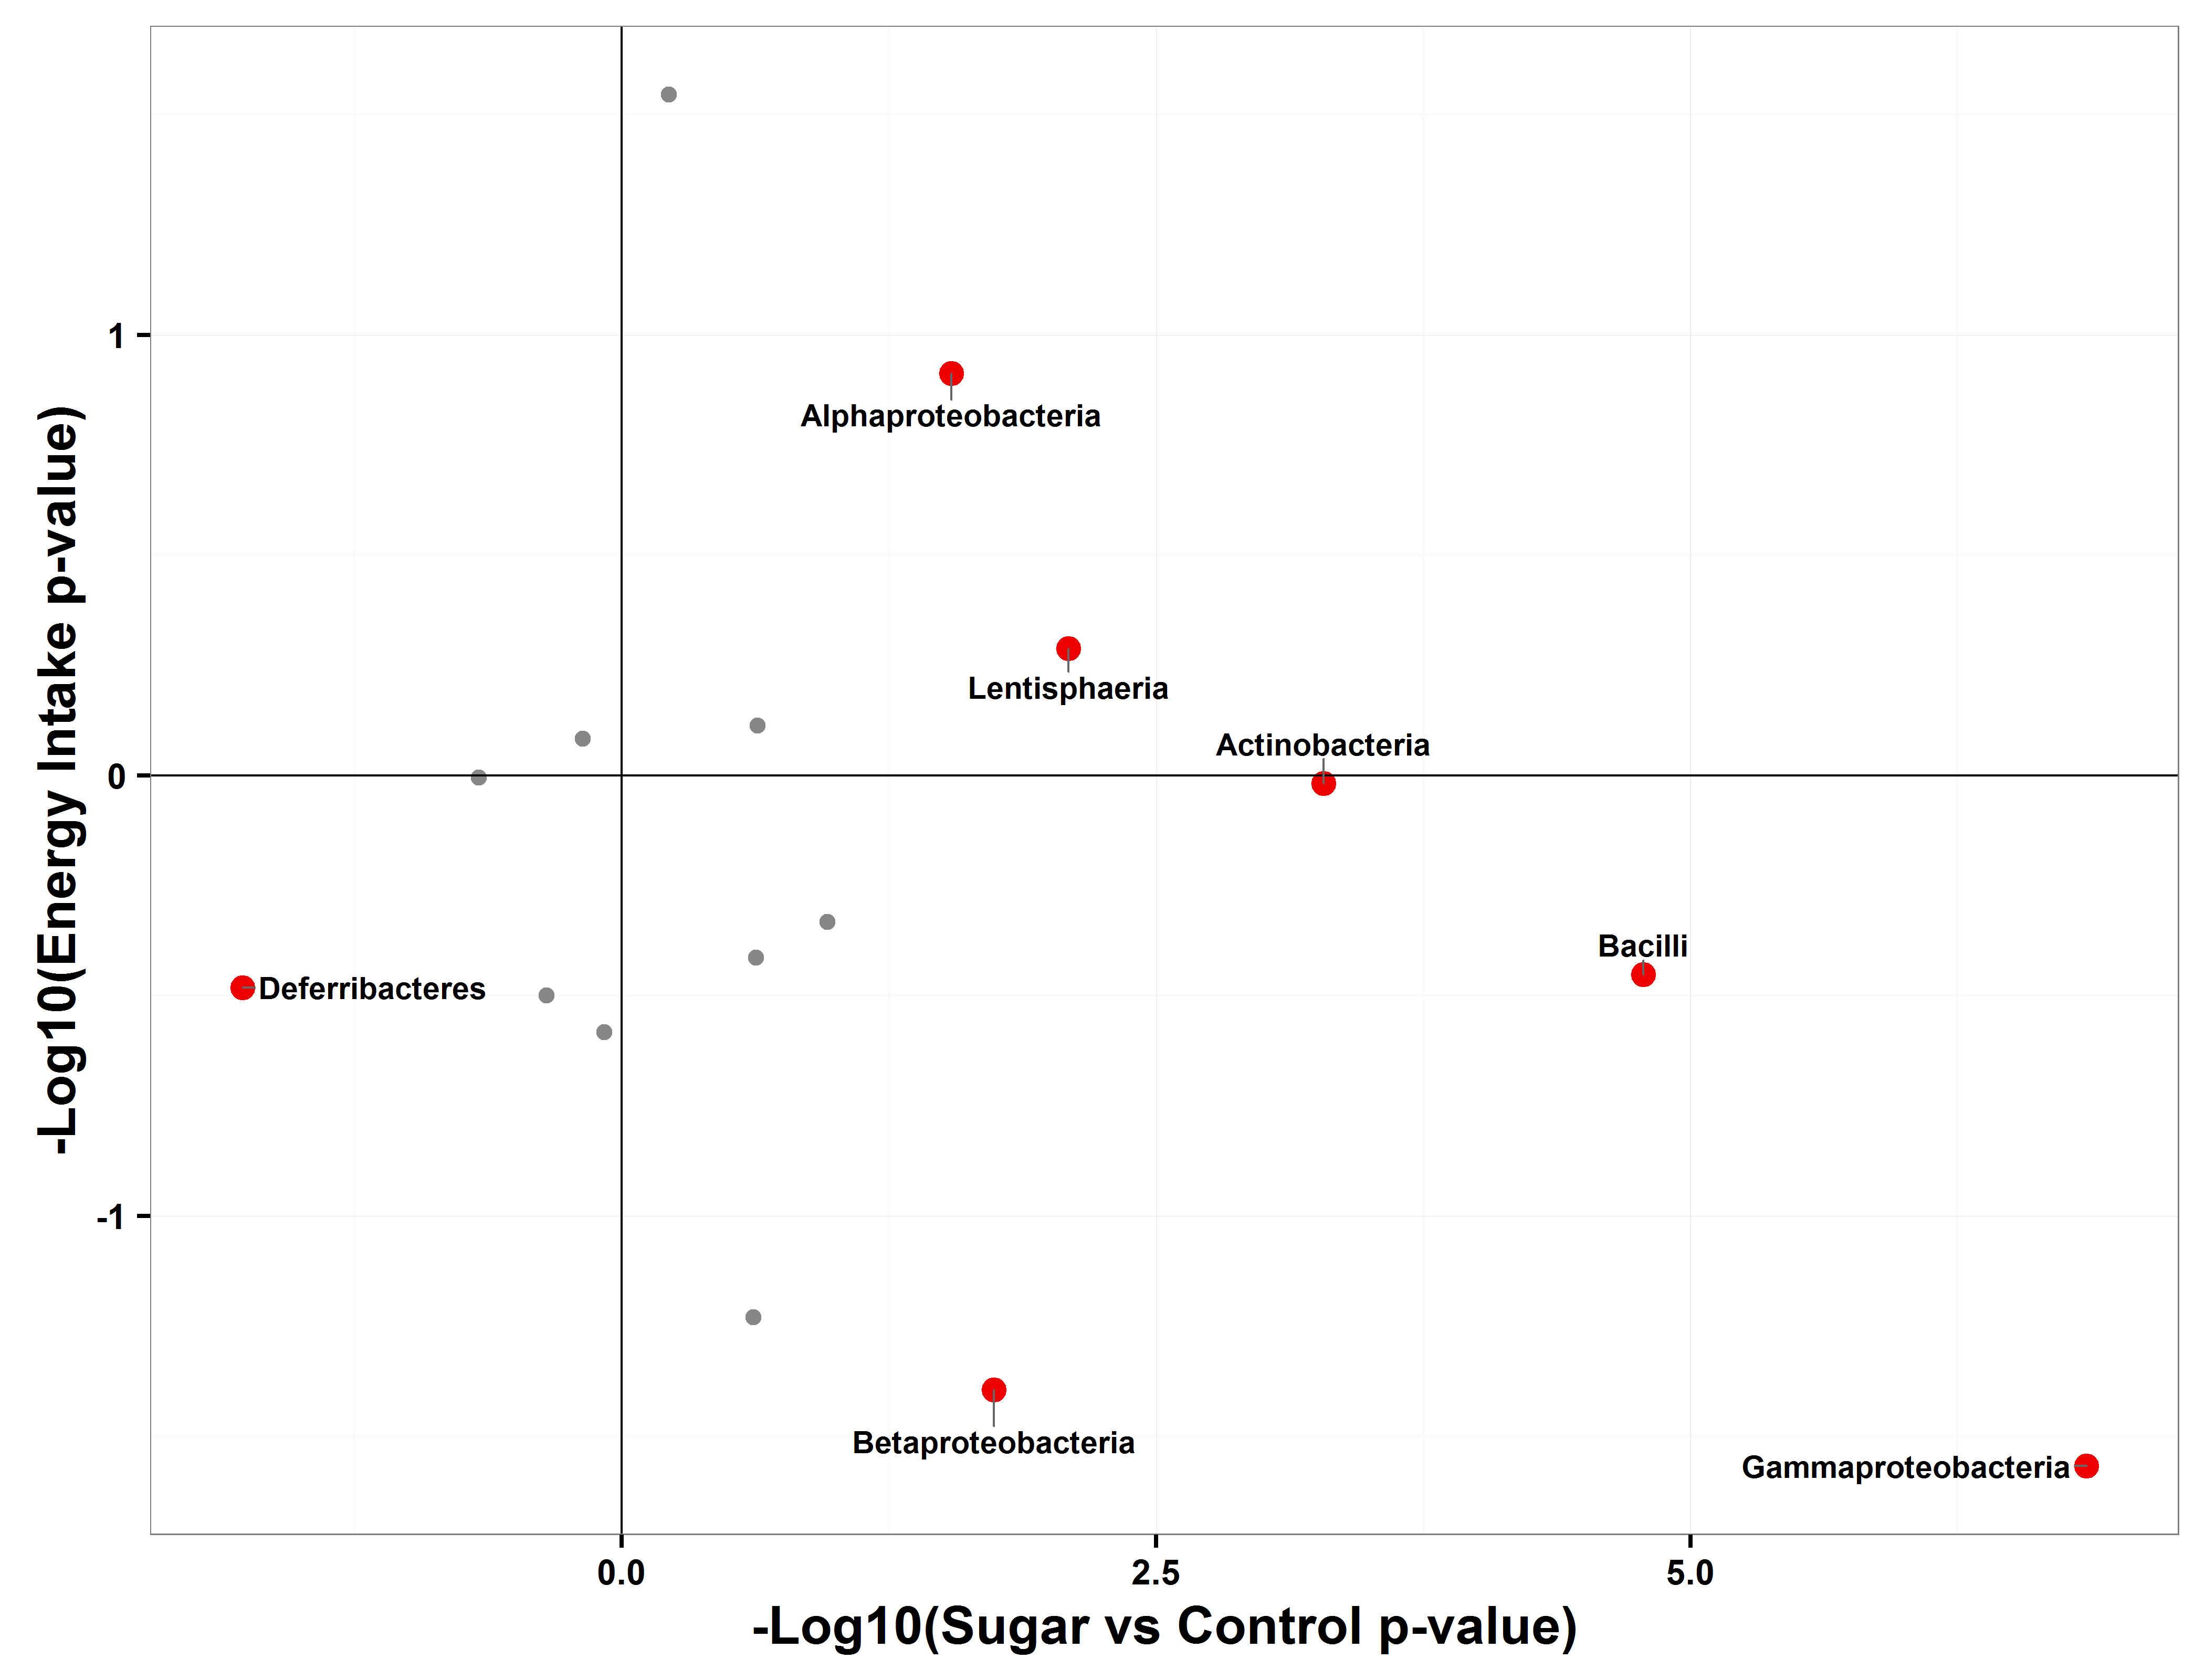 1
Alphaproteobacteria
Lentisphaeria
Actinobacteria
0
Bacilli
Deferribacteres
-1
Betaproteobacteria
Gammaproteobacteria
0.0
2.5
5.0
-Log10(Sugar vs Control p-value)
-Log10(Energy Intake p-value)